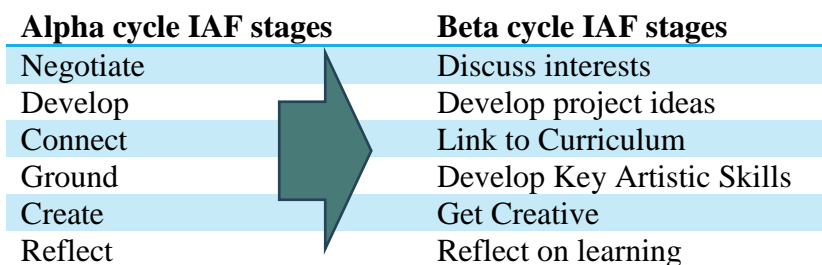 Alpha cycle IAF stages Beta cycle IAF stages
Negotiate Discuss interests
Develop Develop project ideas
Connect Link to Curriculum
Ground Develop Key Artistic Skills
Create Get Creative
Reflect Reflect on learning